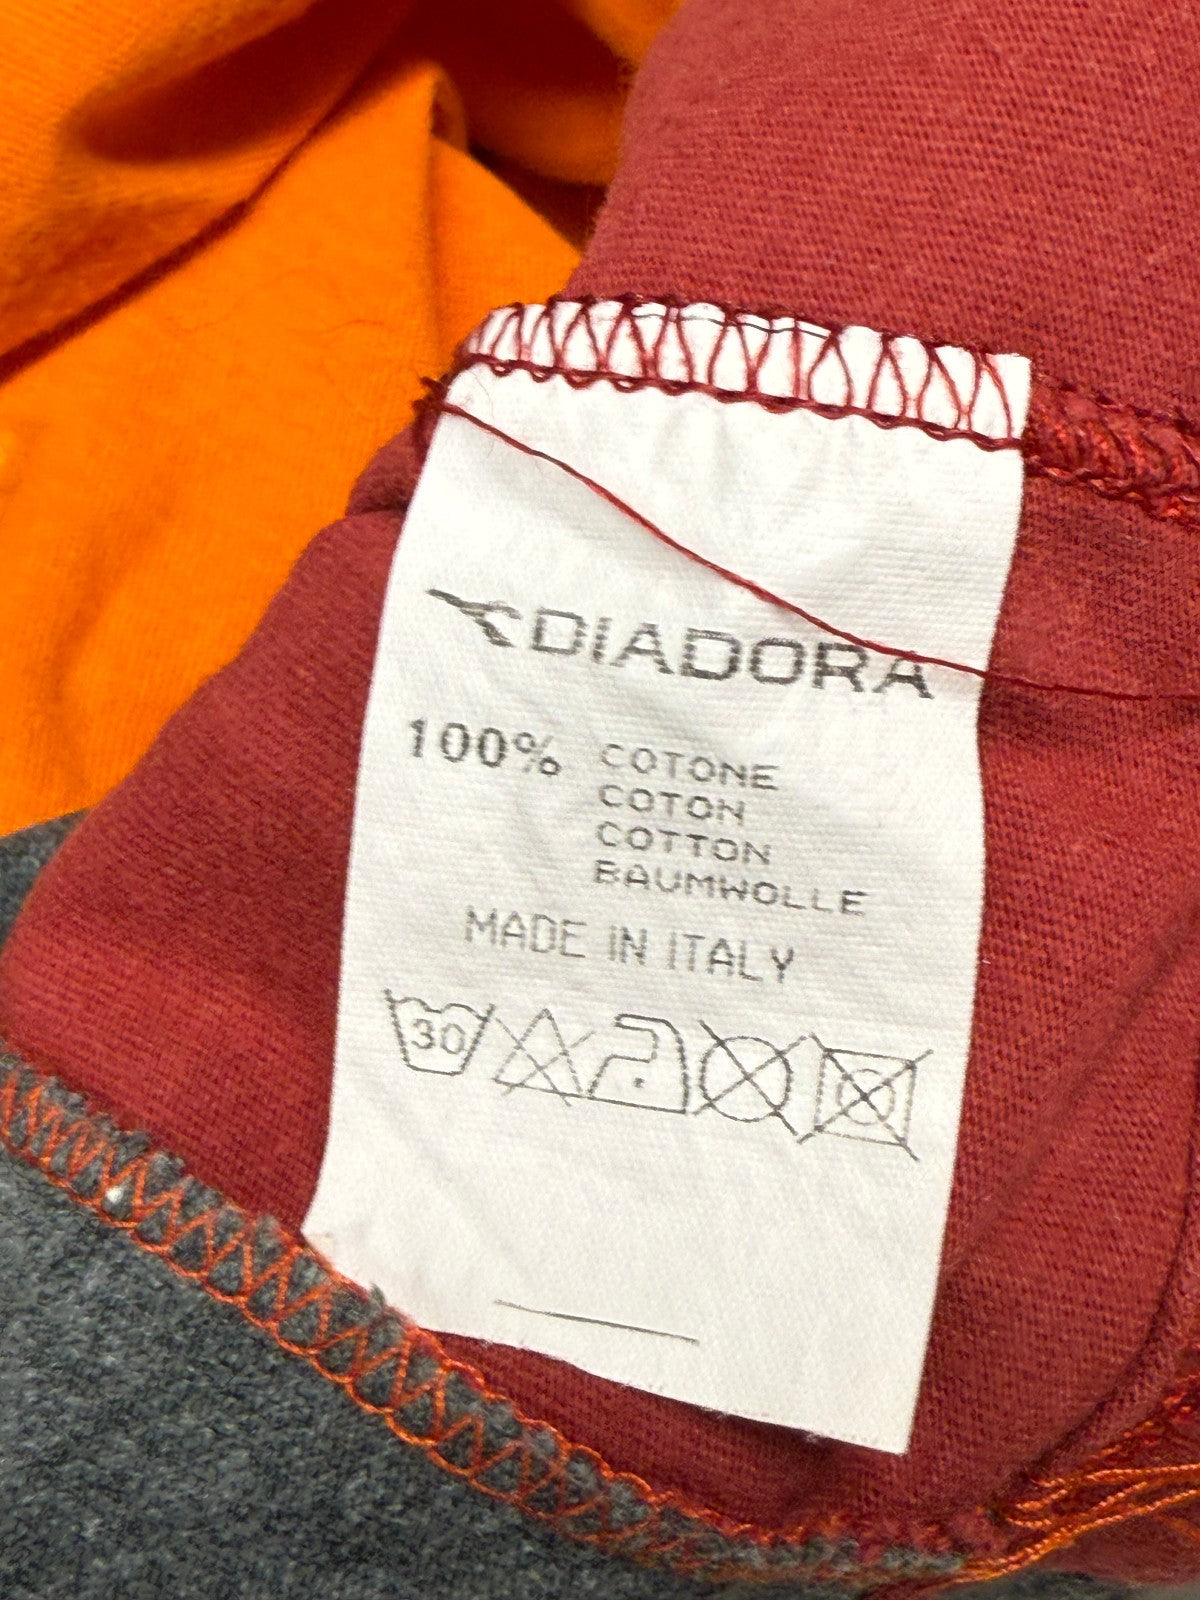 DIADORA
100% COTONE
COTON
COTTON
BAUMWOLLE
MADE IN ITALY
30